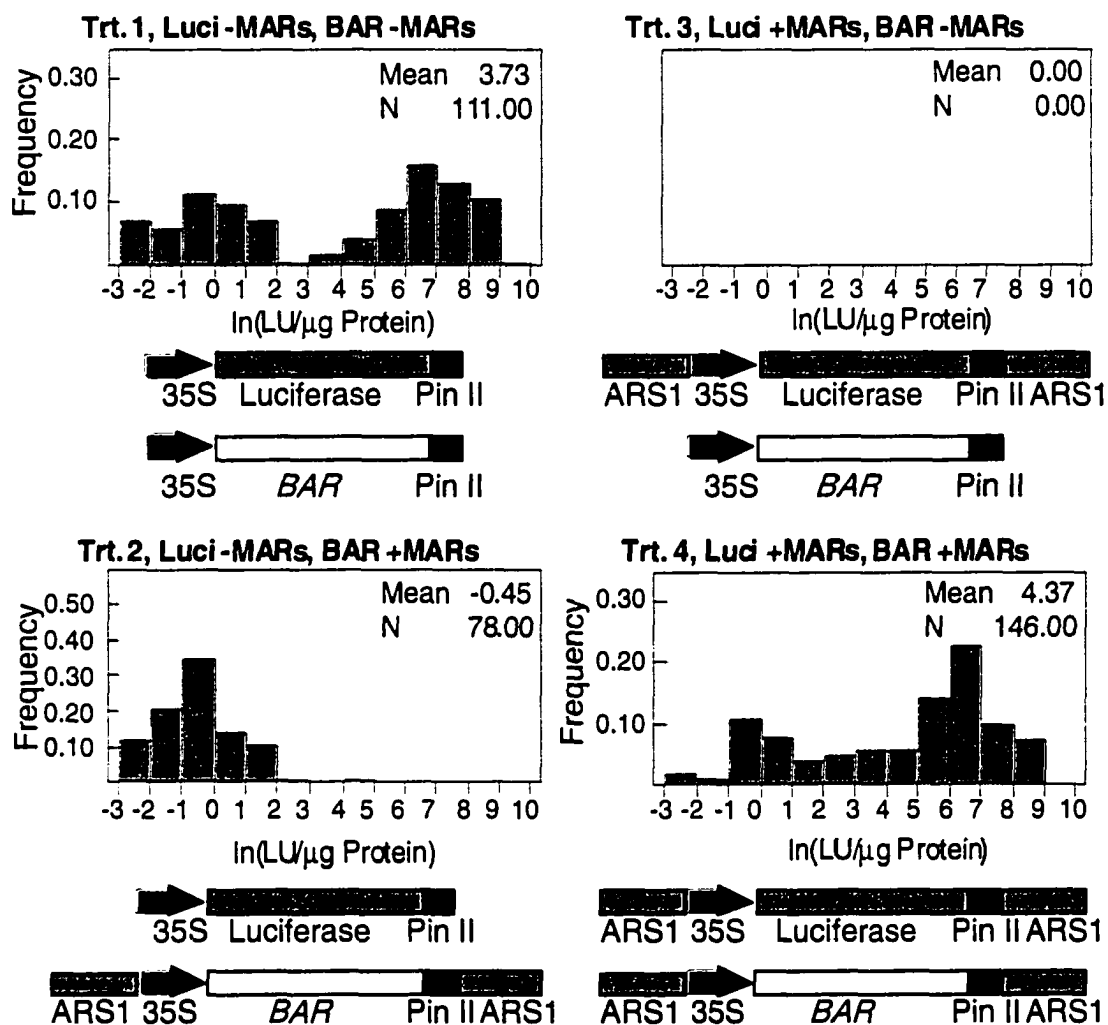 Trt. 1, Luci -MARs, BAR -MARs
Frequency
0.30
0.20
0.10
Mean 3.73
N 111.00
-3 -2 -1 0 1 2 3 4 5 6 7 8 9 10
ln(LU/µg Protein)
35S Luciferase Pin II
35S BAR Pin II
Trt. 3, Luci +MARs, BAR -MARs
Mean 0.00
N 0.00
-3 -2 -1 0 1 2 3 4 5 6 7 8 9 10
ln(LU/µg Protein)
ARS1 35S Luciferase Pin II ARS1
35S BAR Pin II
Trt. 2, Luci -MARs, BAR +MARs
Frequency
0.50
0.40
0.30
0.20
0.10
Mean -0.45
N 78.00
-3 -2 -1 0 1 2 3 4 5 6 7 8 9 10
ln(LU/µg Protein)
35S Luciferase Pin II
ARS1 35S BAR Pin II ARS1
Trt. 4, Luci +MARs, BAR +MARs
Frequency
0.30
0.20
0.10
Mean 4.37
N 146.00
-3 -2 -1 0 1 2 3 4 5 6 7 8 9 10
ln(LU/µg Protein)
ARS1 35S Luciferase Pin II ARS1
ARS1 35S BAR Pin II ARS1